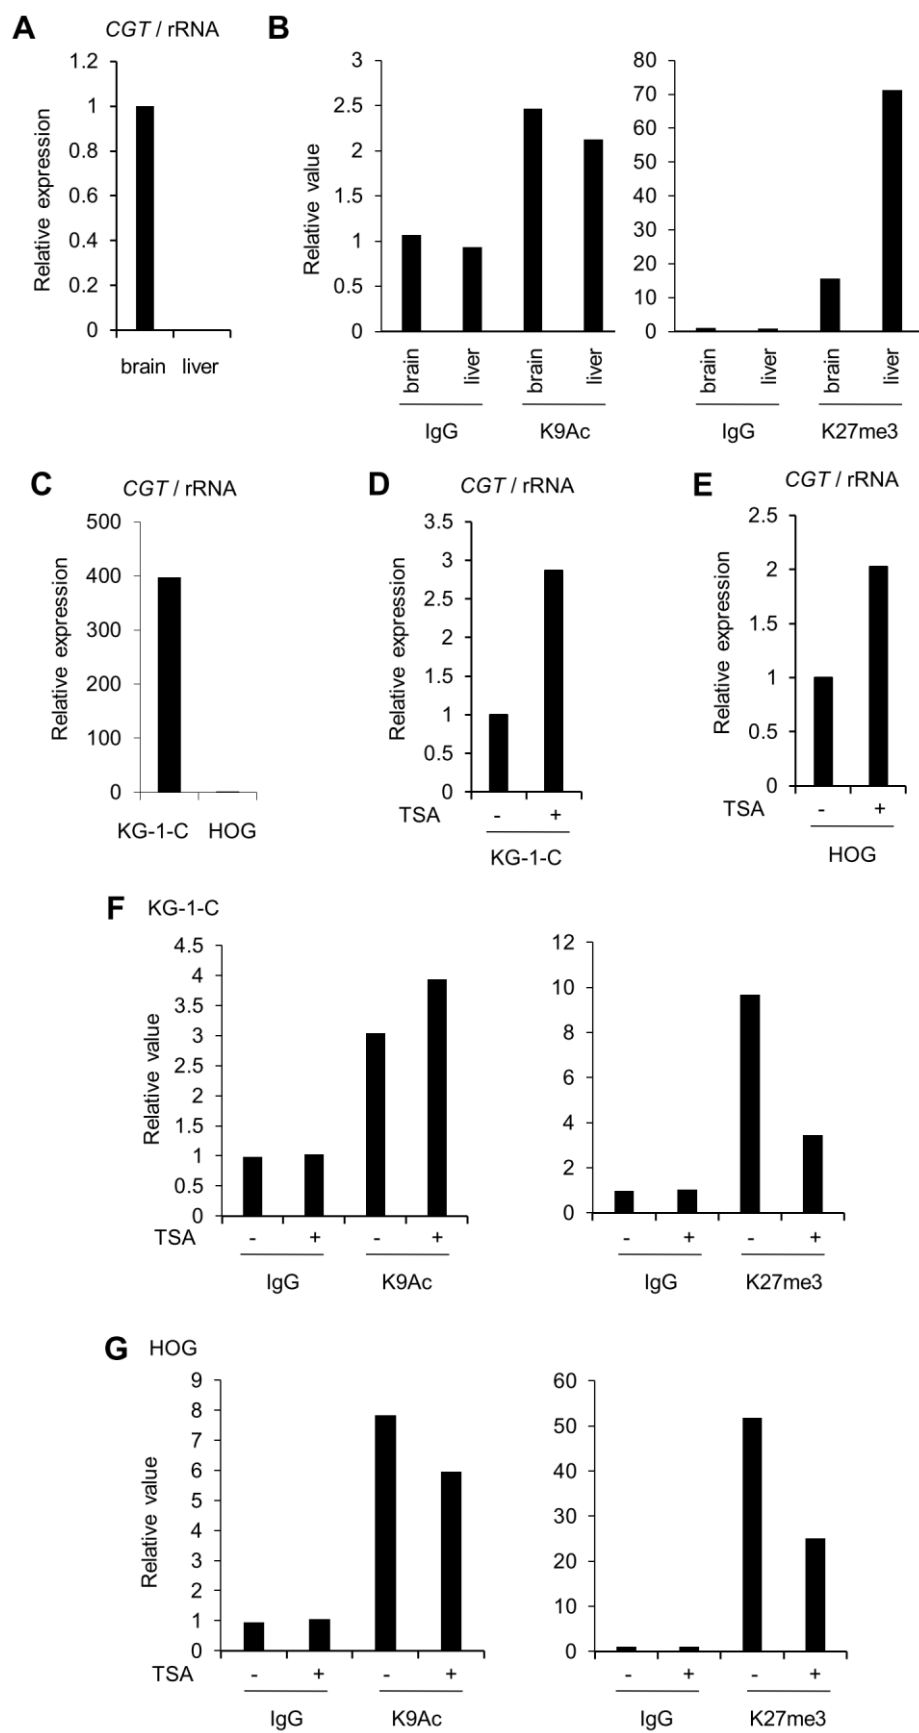 A
CGT / rRNA
Relative expression
1.2
1
0.8
0.6
0.4
0.2
0
brain liver
B
Relative value
3
2.5
2
1.5
1
0.5
0
brain liver brain liver
IgG K9Ac
80
70
60
50
40
30
20
10
0
brain liver brain liver
IgG K27me3
C
CGT / rRNA
Relative expression
500
400
300
200
100
0
KG-1-C HOG
D
CGT / rRNA
Relative expression
3.5
3
2.5
2
1.5
1
0.5
0
TSA - +
KG-1-C
E
CGT / rRNA
Relative expression
2.5
2
1.5
1
0.5
0
TSA - +
HOG
F KG-1-C
Relative value
4.5
4
3.5
3
2.5
2
1.5
1
0.5
0
TSA - + - +
IgG K9Ac
12
10
8
6
4
2
0
- + - +
IgG K27me3
G HOG
Relative value
9
8
7
6
5
4
3
2
1
0
TSA - + - +
IgG K9Ac
60
50
40
30
20
10
0
- + - +
IgG K27me3